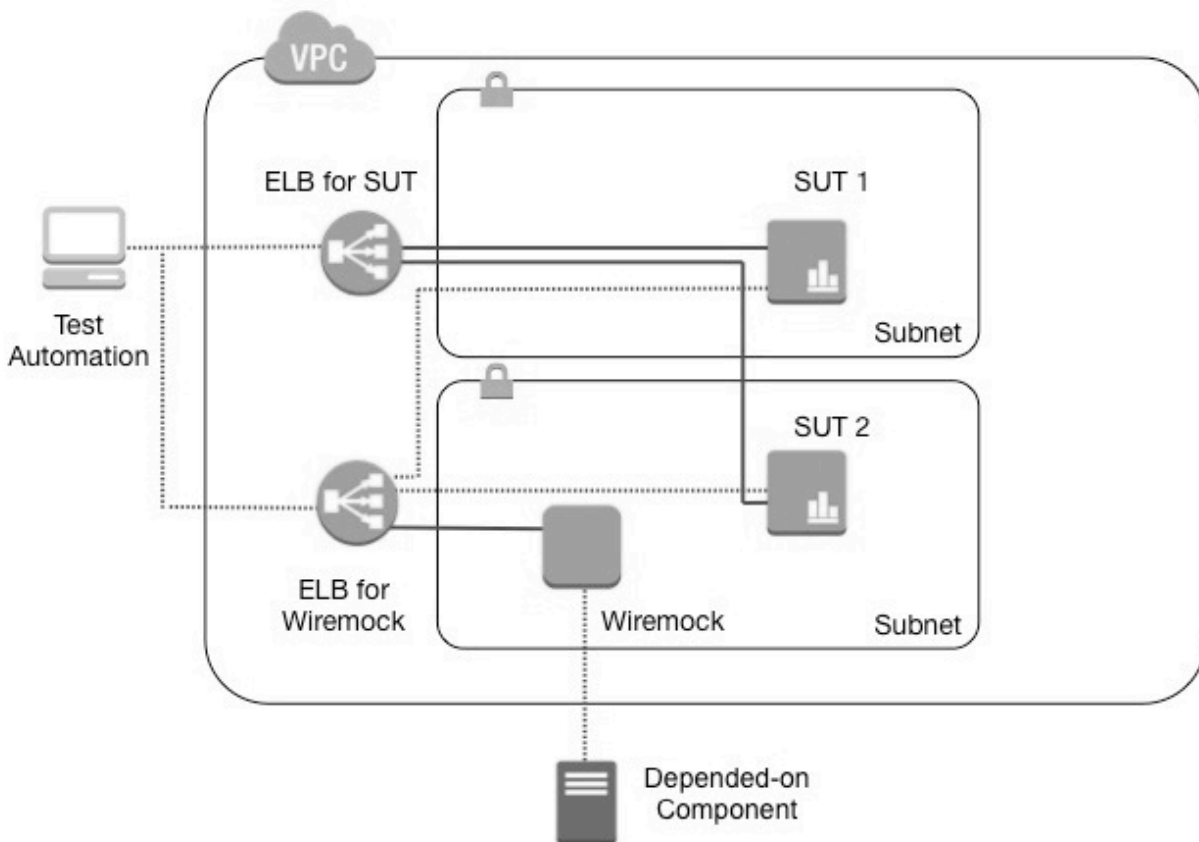 VPC
ELB for SUT
SUT 1
Test
Automation
Subnet
SUT 2
ELB for
Wiremock
Wiremock
Subnet
Depended-on
Component